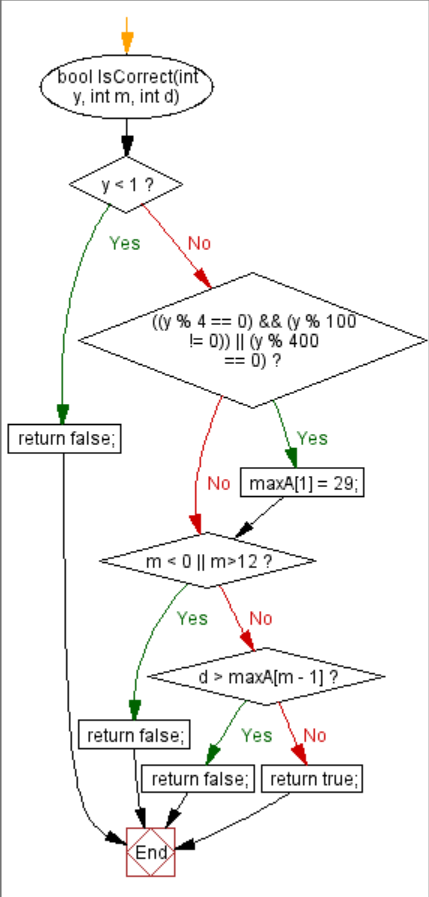 bool IsCorrect(int
y, int m, int d)
y < 1 ?
Yes
No
((y % 4 == 0) && (y % 100
!= 0)) || (y % 400
== 0) ?
return false;
Yes
No
maxA[1] = 29;
m < 0 || m>12 ?
Yes
No
d > maxA[m - 1] ?
return false;
Yes
No
return false;
return true;
End